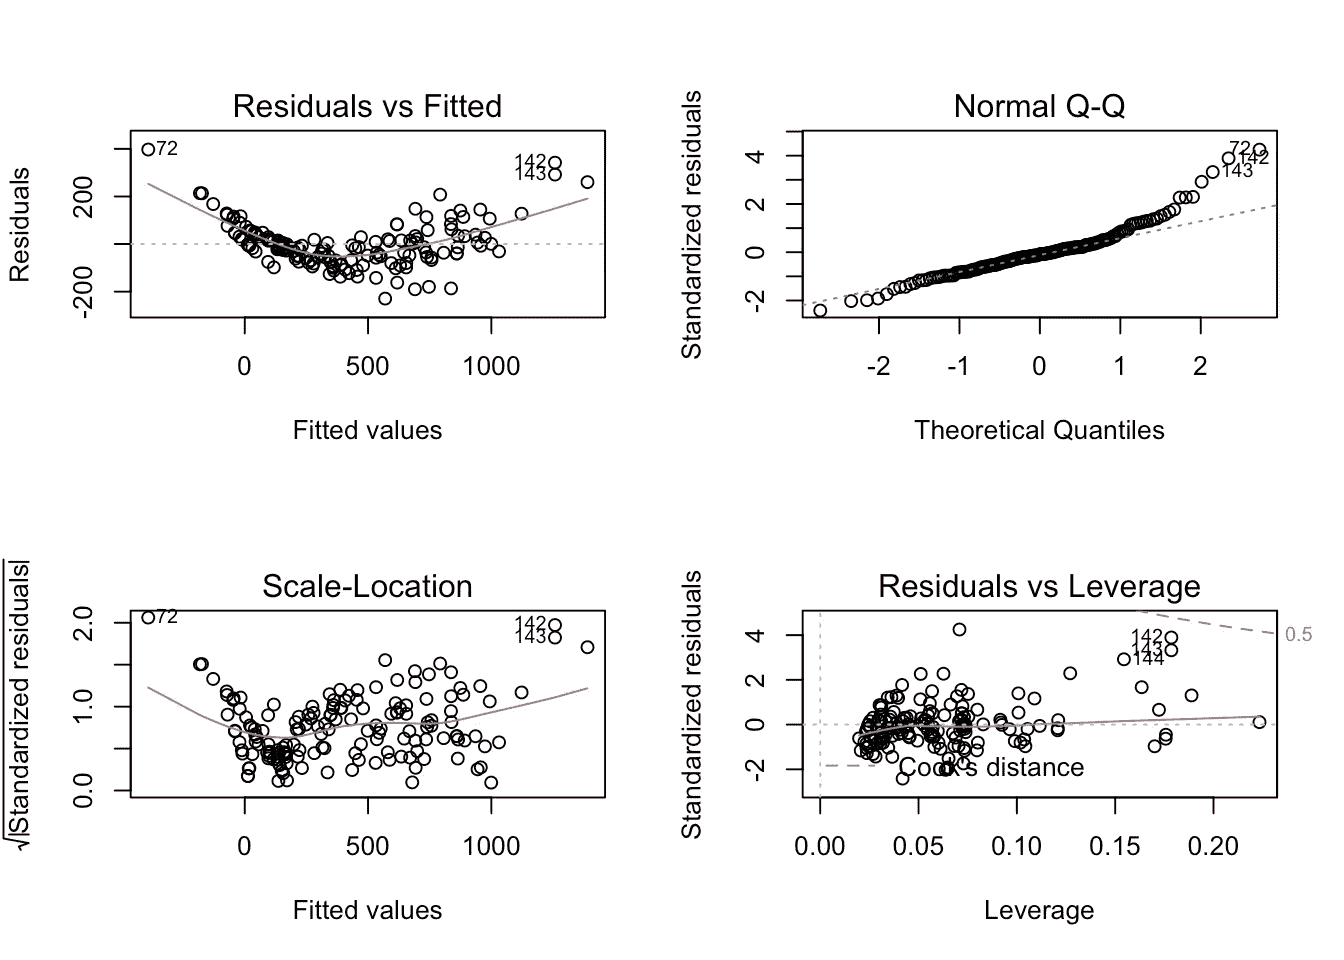 Residuals vs Fitted
Residuals
200
-200
72
142
143
0 500 1000
Fitted values
Normal Q-Q
Standardized residuals
4
2
0
-2
72
142
143
-2 -1 0 1 2
Theoretical Quantiles
Scale-Location
√|Standardized residuals|
2.0
1.0
0.0
72
142
143
0 500 1000
Fitted values
Residuals vs Leverage
Standardized residuals
4
2
0
-2
142
143
144
0.5
Cook's distance
0.00 0.05 0.10 0.15 0.20
Leverage